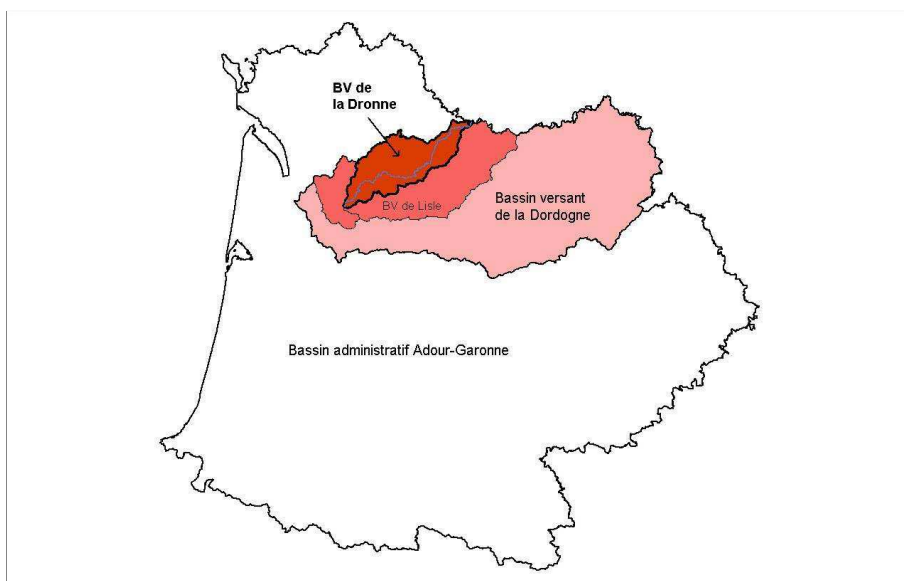 BV de
la Dronne
BV de Lisle
Bassin versant
de la Dordogne
Bassin administratif Adour-Garonne